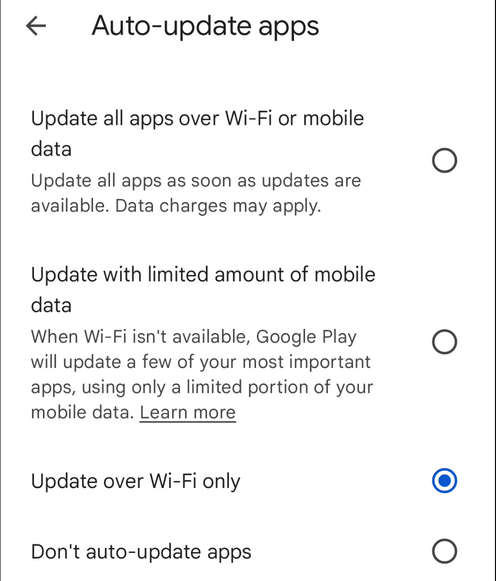 Auto-update apps
Update all apps over Wi-Fi or mobile
data
Update all apps as soon as updates are
available. Data charges may apply.
Update with limited amount of mobile
data
When Wi-Fi isn't available, Google Play
will update a few of your most important
apps, using only a limited portion of your
mobile data. Learn more
Update over Wi-Fi only
Don't auto-update apps